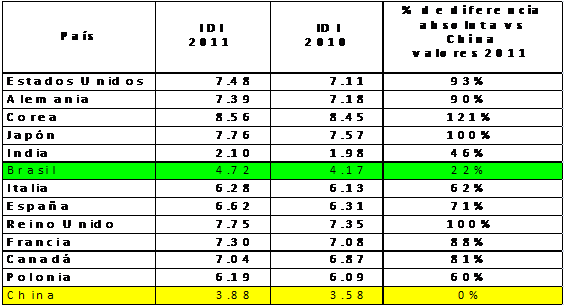 País IDI 2011 IDI 2010 % de diferencia absoluta vs China valores 2011
Estados Unidos 7.48 7.11 93%
Alemania 7.39 7.18 90%
Corea 8.56 8.45 121%
Japón 7.76 7.57 100%
India 2.10 1.98 46%
Brasil 4.72 4.17 22%
Italia 6.28 6.13 62%
España 6.62 6.31 71%
Reino Unido 7.75 7.35 100%
Francia 7.30 7.08 88%
Canadá 7.04 6.87 81%
Polonia 6.19 6.09 60%
China 3.88 3.58 0%